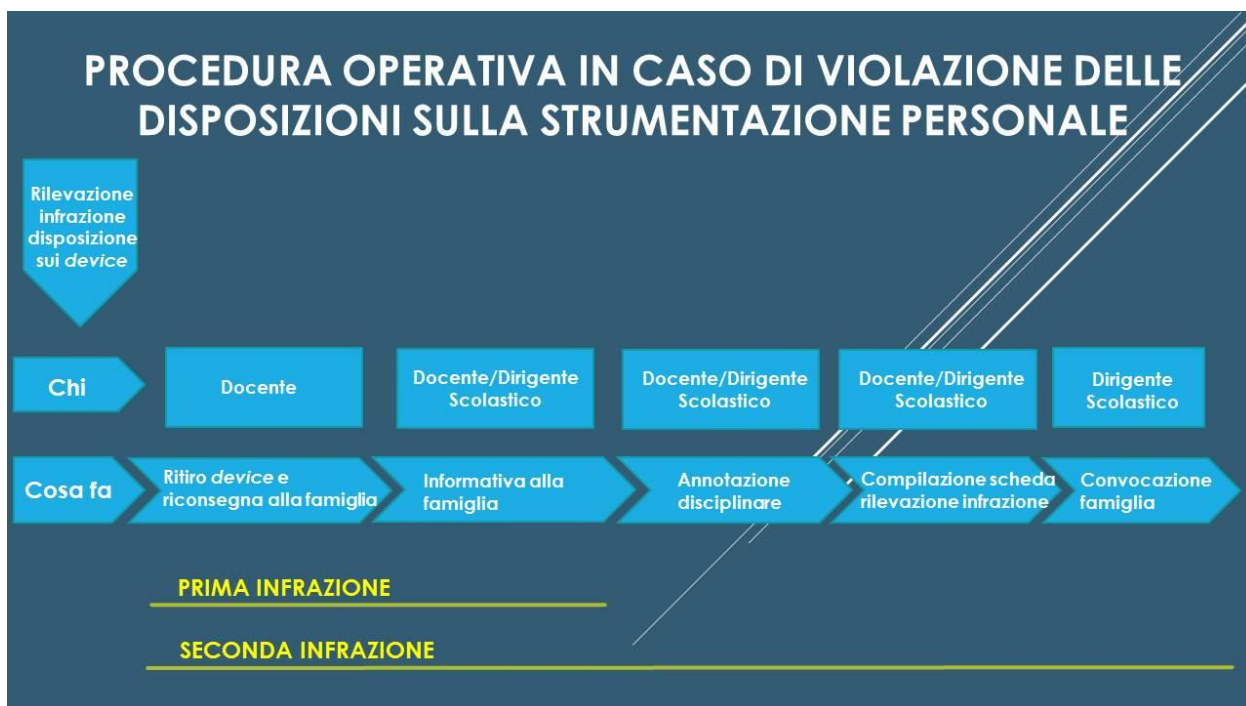 PROCEDURA OPERATIVA IN CASO DI VIOLAZIONE DELLE
DISPOSIZIONI SULLA STRUMENTAZIONE PERSONALE
Rilevazione
infrazione
disposizione
sui device
Chi
Docente
Docente/Dirigente
Scolastico
Docente/Dirigente
Scolastico
Docente/Dirigente
Scolastico
Dirigente
Scolastico
Cosa fa
Ritiro device e
riconsegna alla famiglia
Informativa alla
famiglia
Annotazione
disciplinare
Compilazione scheda
rilevazione infrazione
Convocazione
famiglia
PRIMA INFRAZIONE
SECONDA INFRAZIONE